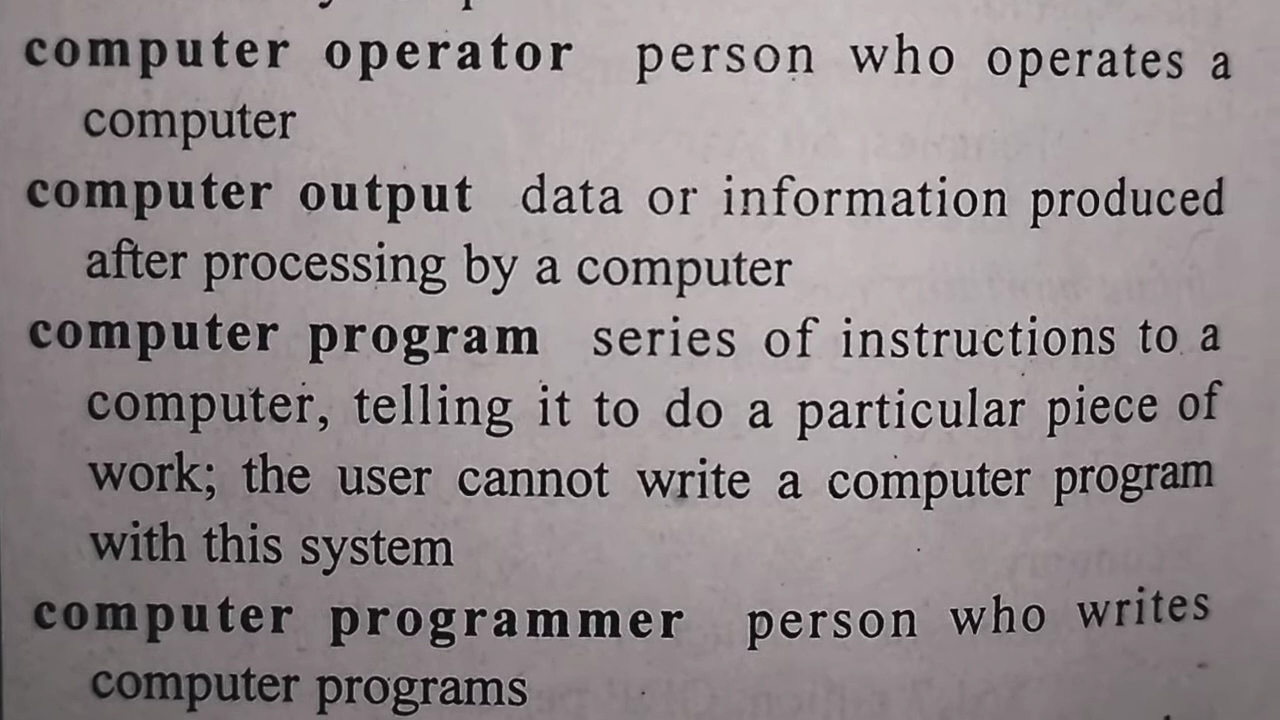 computer operator person who operates a
computer
computer output data or information produced
after processing by a computer
computer program series of instructions to a
computer, telling it to do a particular piece of
work; the user cannot write a computer program
with this system
computer programmer person who writes
computer programs